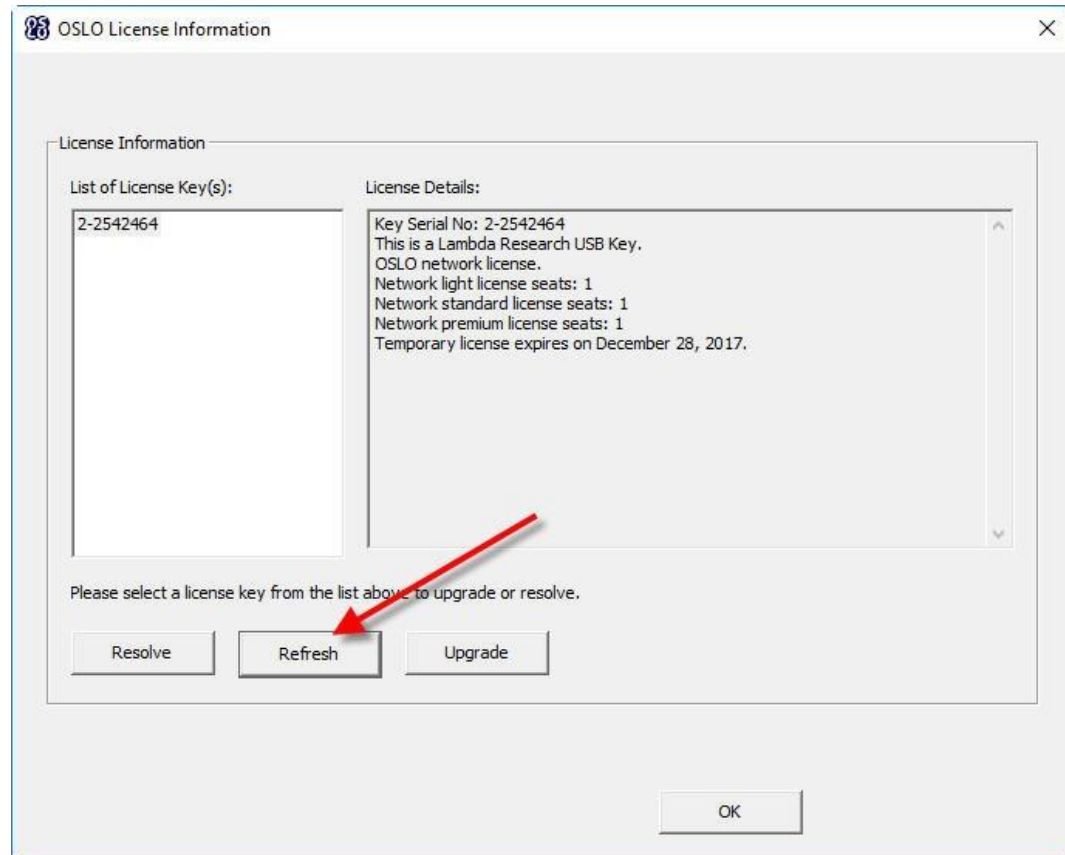 OSLO License Information
License Information
List of License Key(s):
License Details:
2-2542464
Key Serial No: 2-2542464
This is a Lambda Research USB Key.
OSLO network license.
Network light license seats: 1
Network standard license seats: 1
Network premium license seats: 1
Temporary license expires on December 28, 2017.
Please select a license key from the list above to upgrade or resolve.
Resolve
Refresh
Upgrade
OK